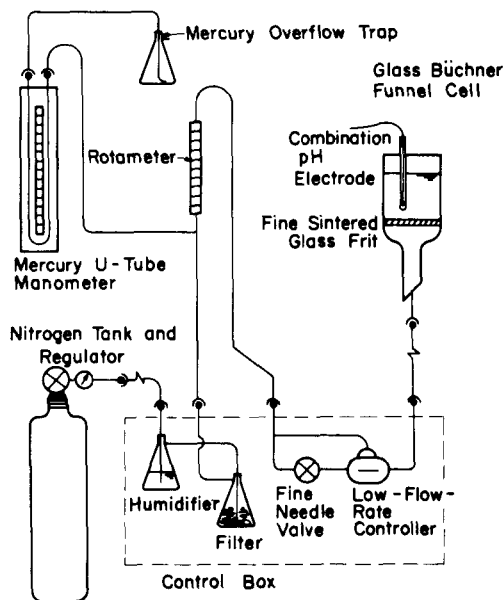 Mercury Overflow Trap
Glass Büchner
Funnel Cell
Combination
pH
Electrode
Rotameter
Fine Sintered
Glass Frit
Mercury U-Tube
Manometer
Nitrogen Tank and
Regulator
Humidifier
Filter
Fine
Needle
Valve
Low-Flow-
Rate
Controller
Control Box